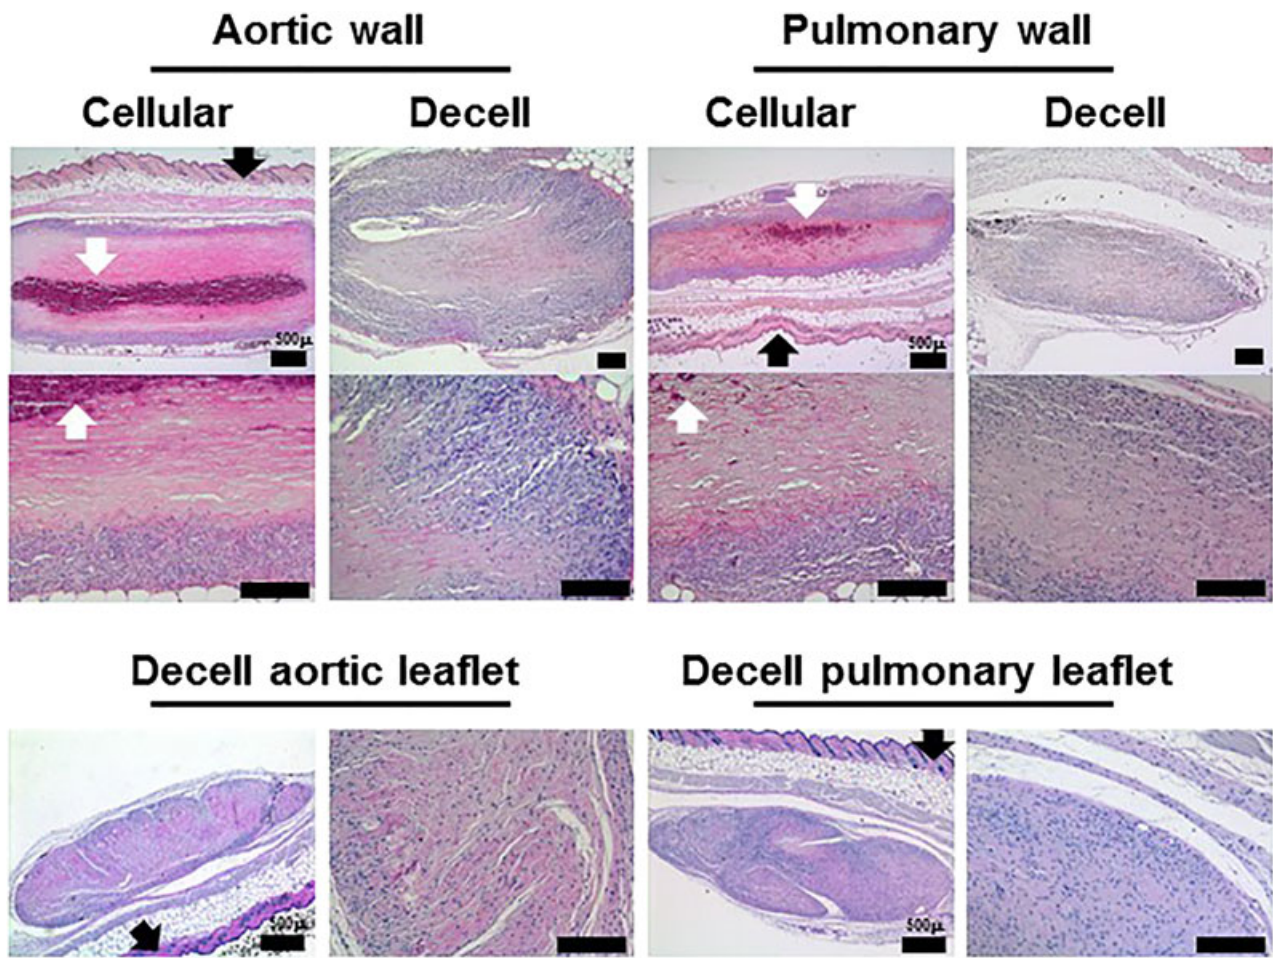 Aortic wall
Pulmonary wall
Cellular
Decell
Cellular
Decell
500μ
500μ
Decell aortic leaflet
Decell pulmonary leaflet
500μ
500μ